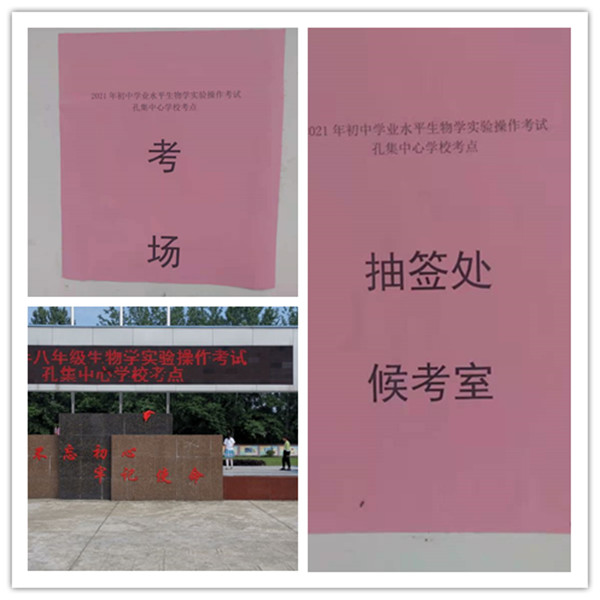 2021年初中学业水平生物学实验操作考试
孔集中心学校考点
考
场
021年初中学业水平生物学实验操作考试
孔集中心学校考点
抽签处
候考室
年八年级生物学实验操作考试
孔集中心学校考点
不忘初心
牢记使命